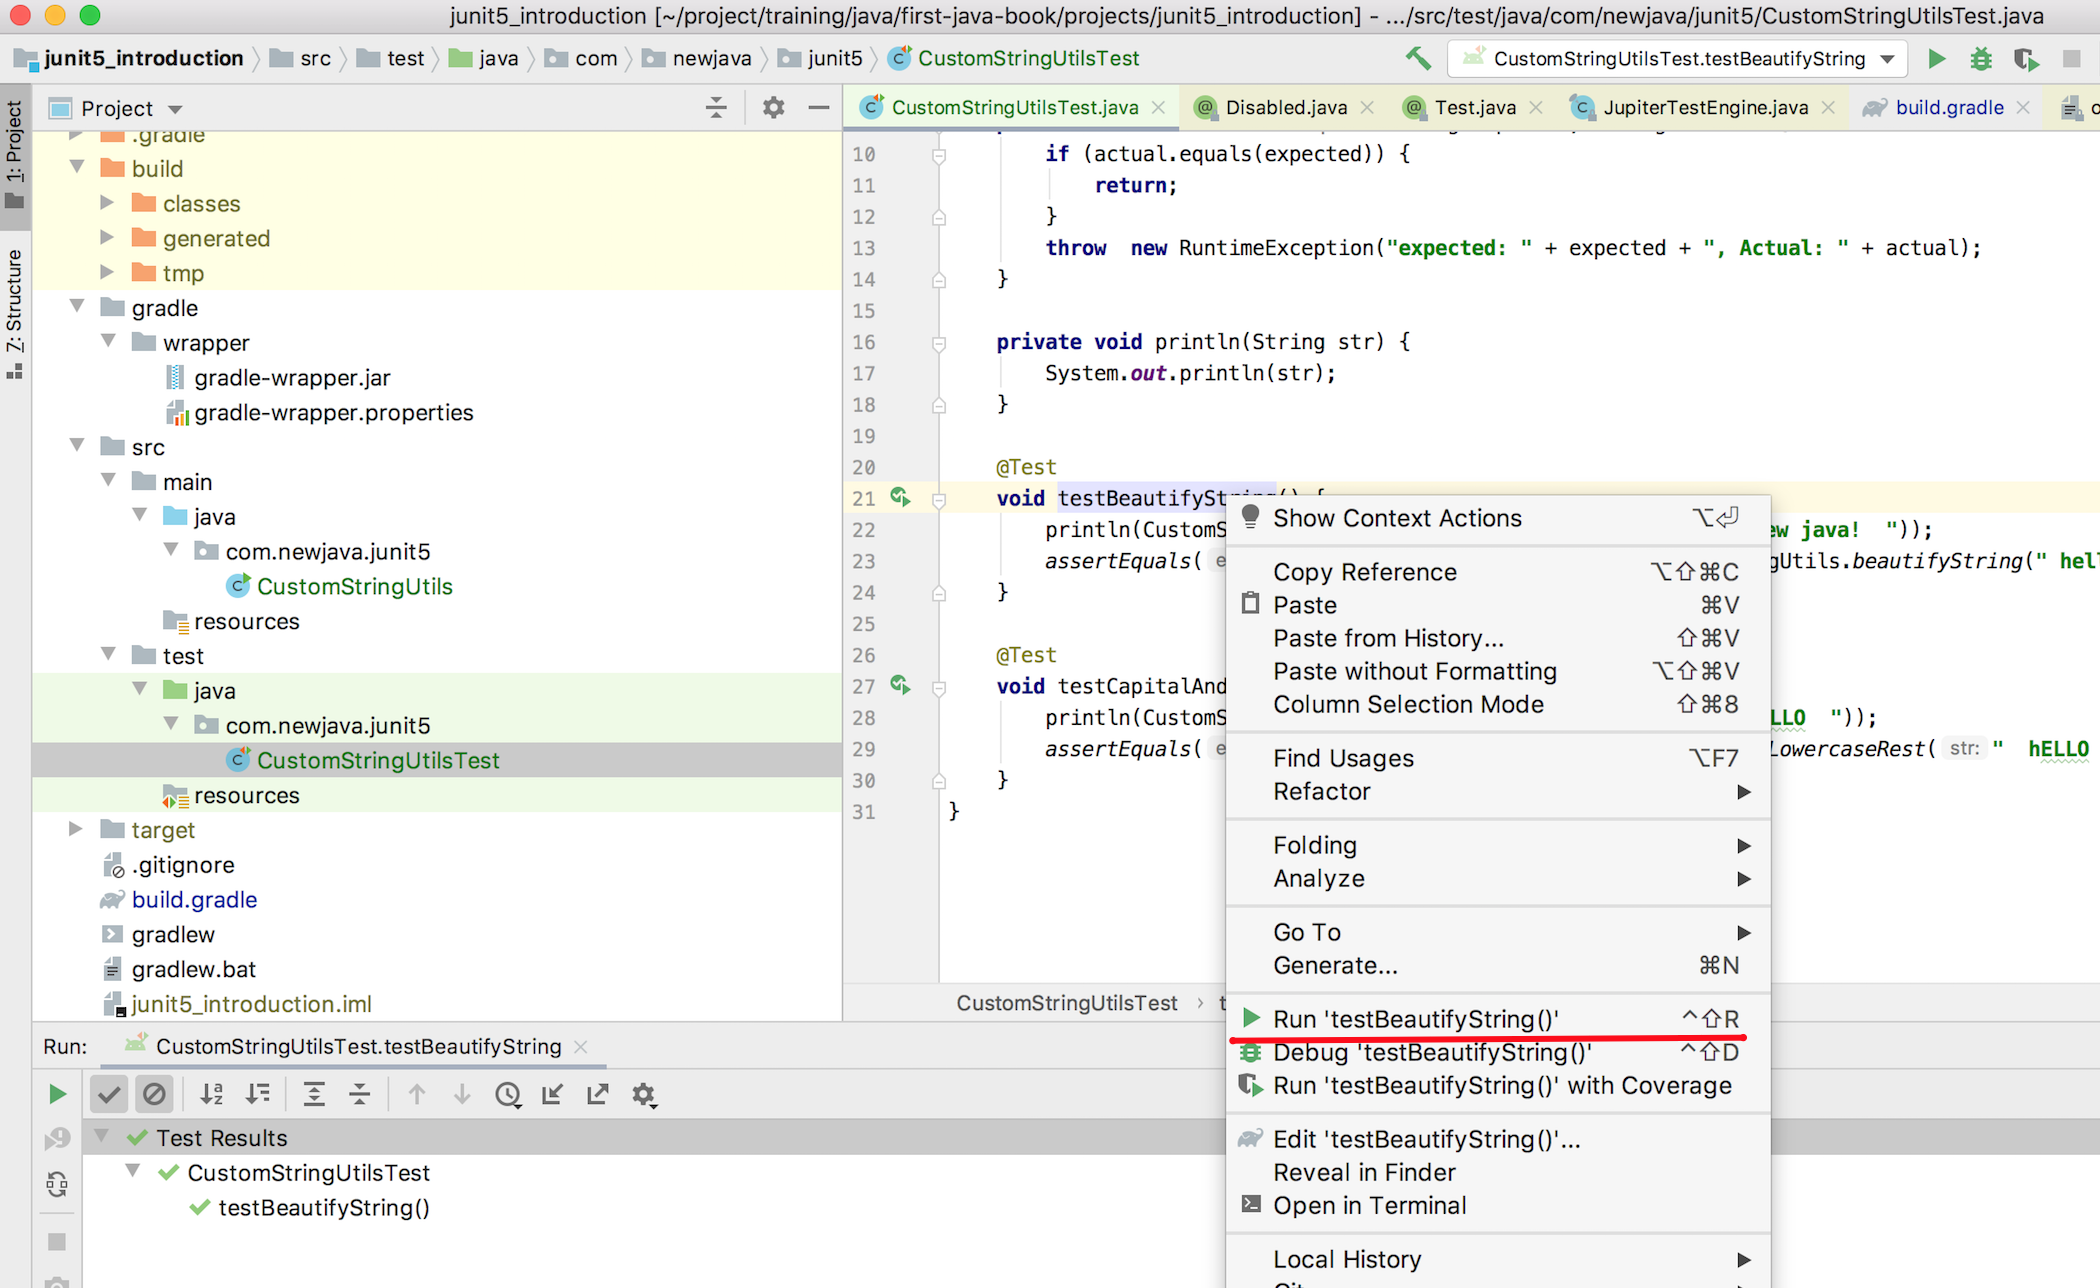 junit5_introduction [~/project/training/java/first-java-book/projects/junit5_introduction] - .../src/test/java/com/newjava/junit5/CustomStringUtilsTest.java
junit5_introduction src test java com newjava junit5 CustomStringUtilsTest
CustomStringUtilsTest.testBeautifyString
1: Project
Z: Structure
Project
.gradle
build
classes
generated
tmp
gradle
wrapper
gradle-wrapper.jar
gradle-wrapper.properties
src
main
java
com.newjava.junit5
CustomStringUtils
resources
test
java
com.newjava.junit5
CustomStringUtilsTest
resources
target
.gitignore
build.gradle
gradlew
gradlew.bat
junit5_introduction.iml
CustomStringUtilsTest.java Disabled.java Test.java JupiterTestEngine.java build.gradle
10 if (actual.equals(expected)) {
11 return;
12 }
13 throw  new RuntimeException("expected: " + expected + ", Actual: " + actual);
14 }
15
16 private void println(String str) {
17 System.out.println(str);
18 }
19
20 @Test
21 void testBeautifyString() {
22 println(CustomS ew java!  "));
23 assertEquals( e gUtils.beautifyString(" hel
24 }
25
26 @Test
27 void testCapitalAnd
28 println(CustomS LLO  "));
29 assertEquals( e LowercaseRest( str: "  hELLO
30 }
31 }
CustomStringUtilsTest › t
Show Context Actions ⌥⏎
Copy Reference ⌥⇧⌘C
Paste ⌘V
Paste from History... ⇧⌘V
Paste without Formatting ⌥⇧⌘V
Column Selection Mode ⇧⌘8
Find Usages ⌥F7
Refactor
Folding
Analyze
Go To
Generate... ⌘N
Run 'testBeautifyString()' ^⇧R
Debug 'testBeautifyString()' ^⇧D
Run 'testBeautifyString()' with Coverage
Edit 'testBeautifyString()'...
Reveal in Finder
Open in Terminal
Local History
Run: CustomStringUtilsTest.testBeautifyString
Test Results
CustomStringUtilsTest
testBeautifyString()